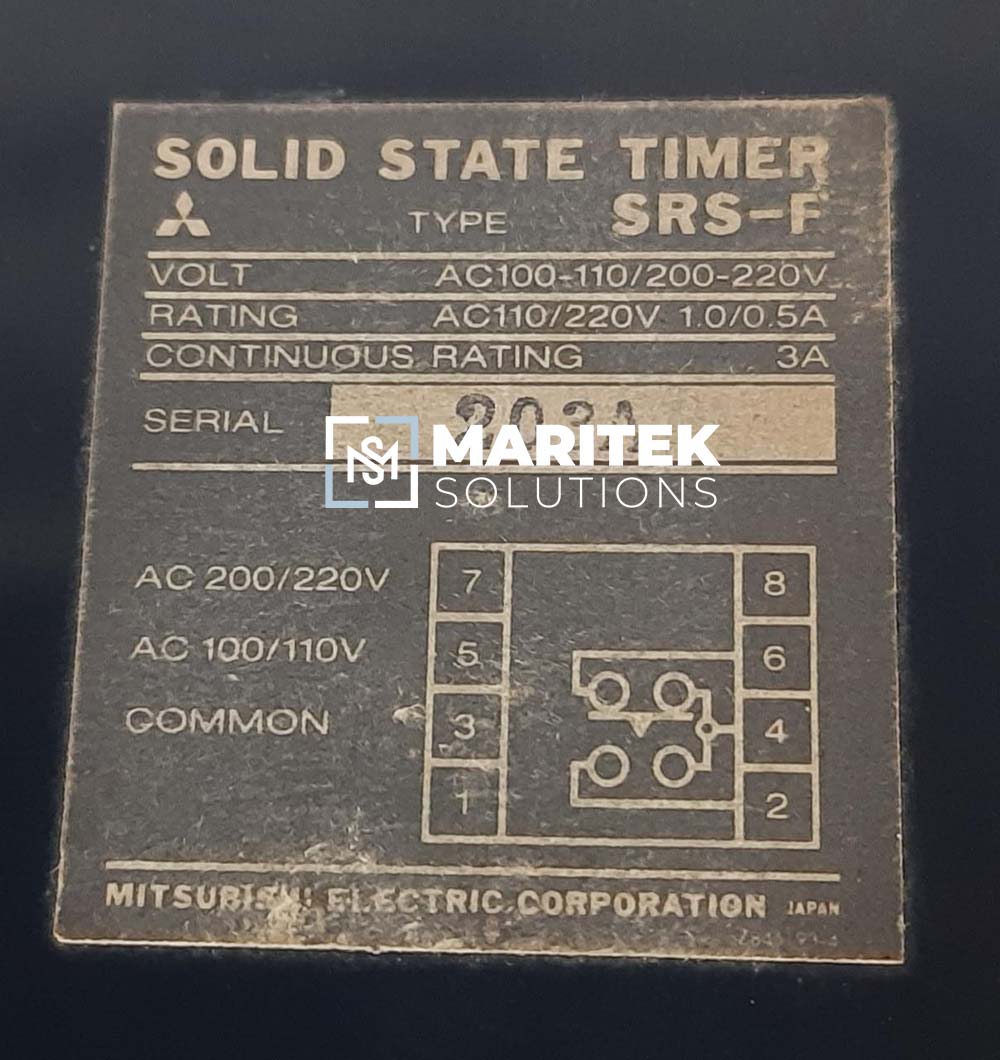 SOLID STATE TIMER
TYPE SRS-F
VOLT AC100-110/200-220V
RATING AC110/220V 1.0/0.5A
CONTINUOUS RATING 3A
SERIAL
MARITEK
SOLUTIONS
AC 200/220V 7 8
AC 100/110V 5 6
COMMON 3 4
1 2
MITSUBISHI ELECTRIC CORPORATION JAPAN